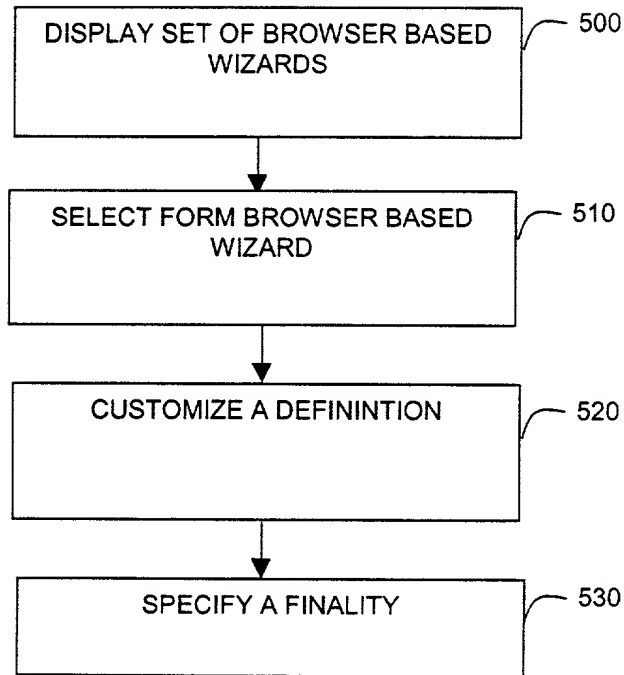 DISPLAY SET OF BROWSER BASED
WIZARDS
500
SELECT FORM BROWSER BASED
WIZARD
510
CUSTOMIZE A DEFININTION
520
SPECIFY A FINALITY
530